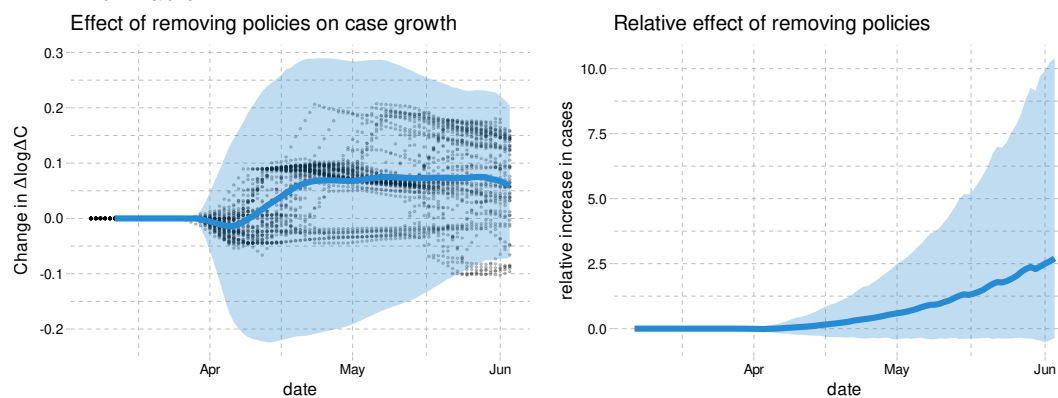 Effect of removing policies on case growth
Change in ΔlogΔC
0.3
0.2
0.1
0.0
-0.1
-0.2
Apr
May
Jun
date
Relative effect of removing policies
relative increase in cases
10.0
7.5
5.0
2.5
0.0
Apr
May
Jun
date